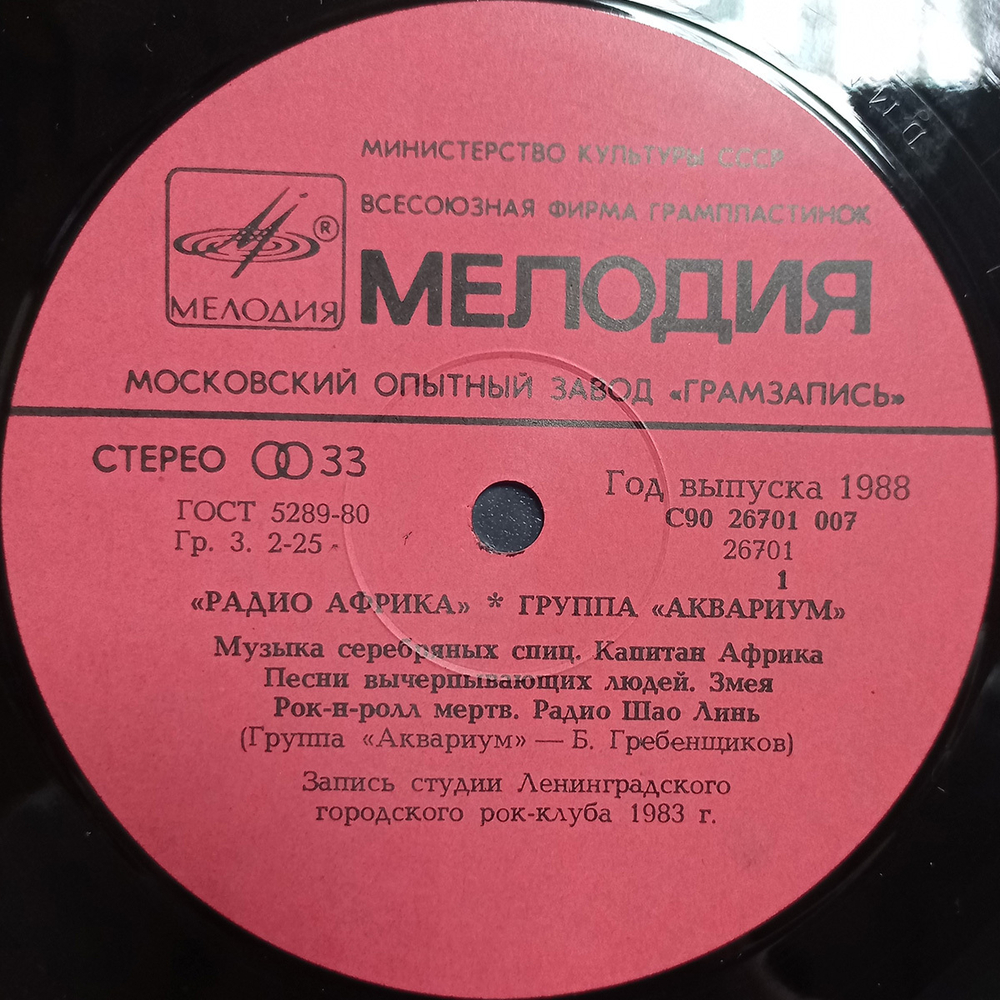 МИНИСТЕРСТВО КУЛЬТУРЫ СССР
ВСЕСОЮЗНАЯ ФИРМА ГРАМПЛАСТИНОК
МЕЛОДИЯ ®
МЕЛОДИЯ
МОСКОВСКИЙ ОПЫТНЫЙ ЗАВОД «ГРАМЗАПИСЬ»
СТЕРЕО 33
ГОСТ 5289-80
Гр. 3. 2-25
Год выпуска 1988
С90 26701 007
26701
1
«РАДИО АФРИКА» * ГРУППА «АКВАРИУМ»
Музыка серебряных спиц. Капитан Африка
Песни вычерпывающих людей. Змея
Рок-н-ролл мертв. Радио Шао Линь
(Группа «Аквариум» — Б. Гребенщиков)
Запись студии Ленинградского
городского рок-клуба 1983 г.